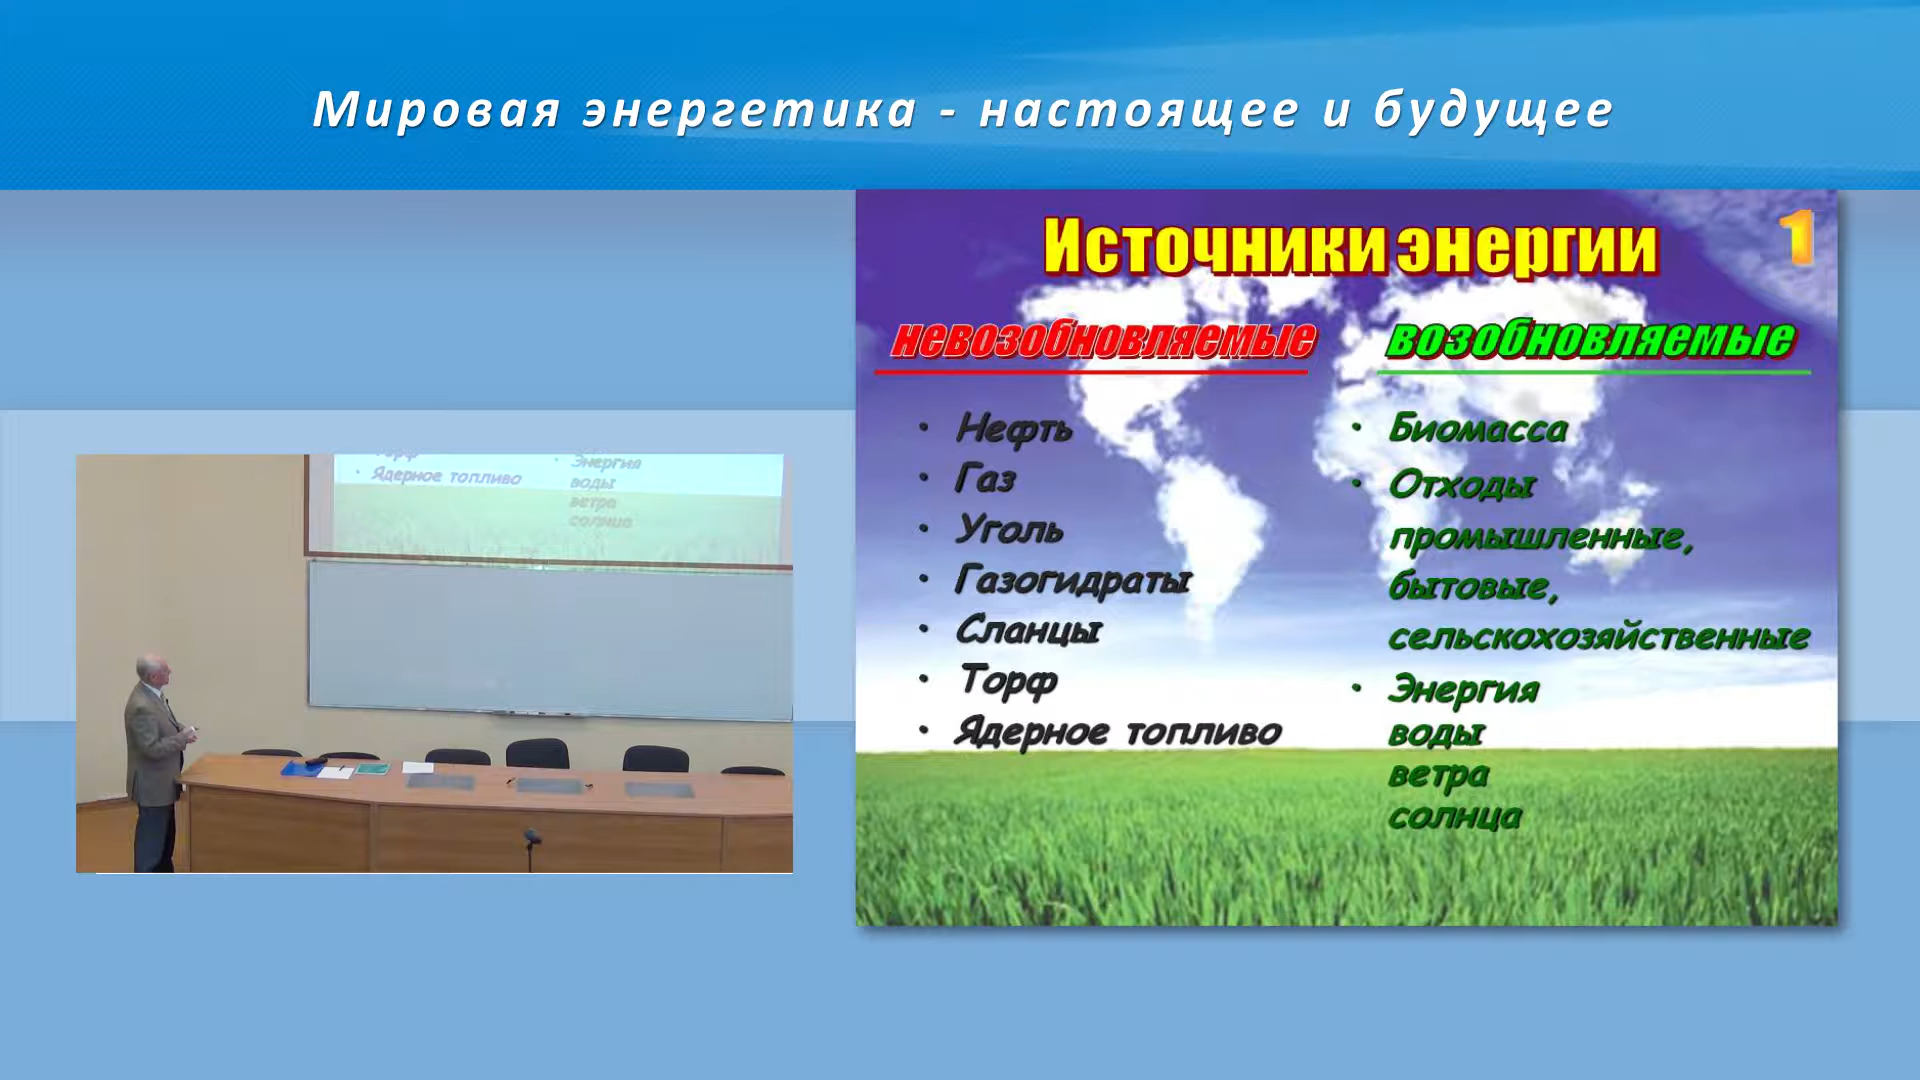 Мировая энергетика - настоящее и будущее
Источники энергии
1
невозобновляемые
• Нефть
• Газ
• Уголь
• Газогидраты
• Сланцы
• Торф
• Ядерное топливо
возобновляемые
• Биомасса
• Отходы
промышленные,
бытовые,
сельскохозяйственные
• Энергия
воды
ветра
солнца
Торф
• Ядерное топливо
• Энергия
воды
ветра
солнца